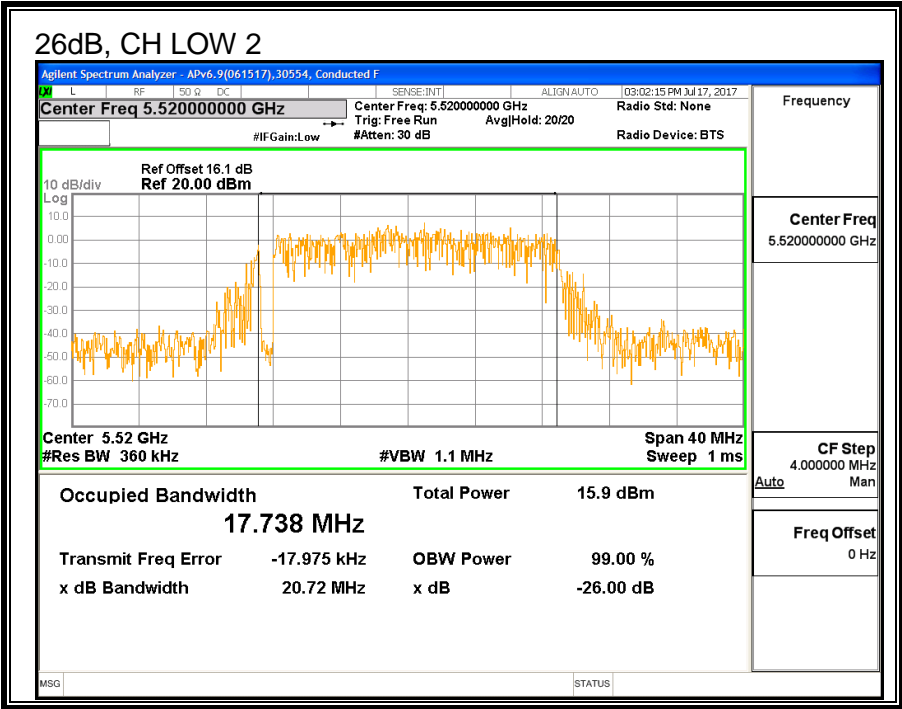 26dB, CH LOW 2
Agilent Spectrum Analyzer - APv6.9(061517),30554, Conducted F
LXI L RF 50 Ω DC SENSE:INT ALIGN AUTO 03:02:15 PM Jul 17, 2017
Center Freq 5.520000000 GHz
Center Freq: 5.520000000 GHz Radio Std: None
Trig: Free Run Avg|Hold: 20/20
#IFGain:Low #Atten: 30 dB Radio Device: BTS
Frequency
Ref Offset 16.1 dB
10 dB/div Ref 20.00 dBm
Log
10.0
0.00
-10.0
-20.0
-30.0
-40.0
-50.0
-60.0
-70.0
Center 5.52 GHz Span 40 MHz
#Res BW 360 kHz #VBW 1.1 MHz Sweep 1 ms
Center Freq
5.520000000 GHz
CF Step
4.000000 MHz
Auto Man
Freq Offset
0 Hz
Occupied Bandwidth Total Power 15.9 dBm
17.738 MHz
Transmit Freq Error -17.975 kHz OBW Power 99.00 %
x dB Bandwidth 20.72 MHz x dB -26.00 dB
MSG STATUS